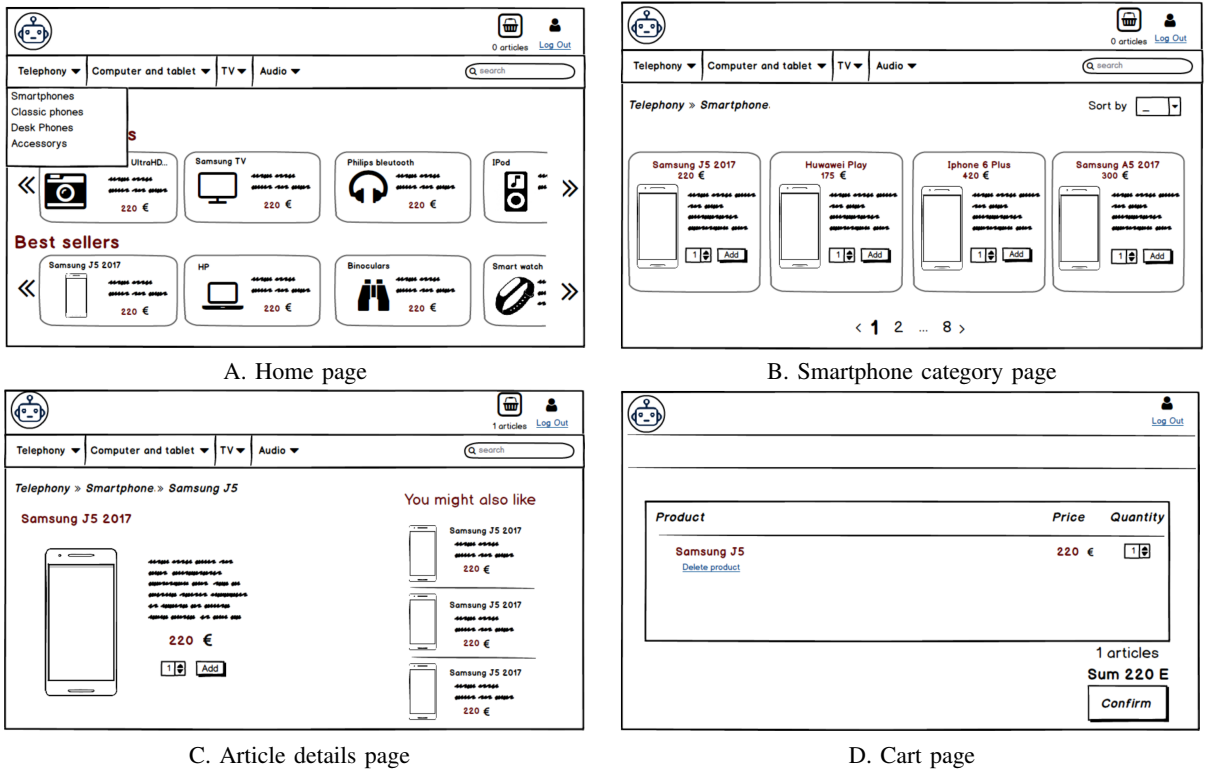 0 articles Log Out
Telephony Computer and tablet TV Audio search
Smartphones
Classic phones
Desk Phones
Accessorys
s
UltraHD... Samsung TV Philips bleutooth IPod
220 € 220 € 220 €
Best sellers
Samsung J5 2017 HP Binoculars Smart watch
220 € 220 € 220 €
A. Home page
0 articles Log Out
Telephony Computer and tablet TV Audio search
Telephony » Smartphone. Sort by _
Samsung J5 2017 Huwawei Play Iphone 6 Plus Samsung A5 2017
220 € 175 € 420 € 300 €
1 Add 1 Add 1 Add 1 Add
< 1 2 ... 8 >
B. Smartphone category page
1 articles Log Out
Telephony Computer and tablet TV Audio search
Telephony » Smartphone.» Samsung J5
Samsung J5 2017
220 €
1 Add
You might also like
Samsung J5 2017
220 €
Samsung J5 2017
220 €
Samsung J5 2017
220 €
C. Article details page
Log Out
Product Price Quantity
Samsung J5 220 € 1
Delete product
1 articles
Sum 220 E
Confirm
D. Cart page